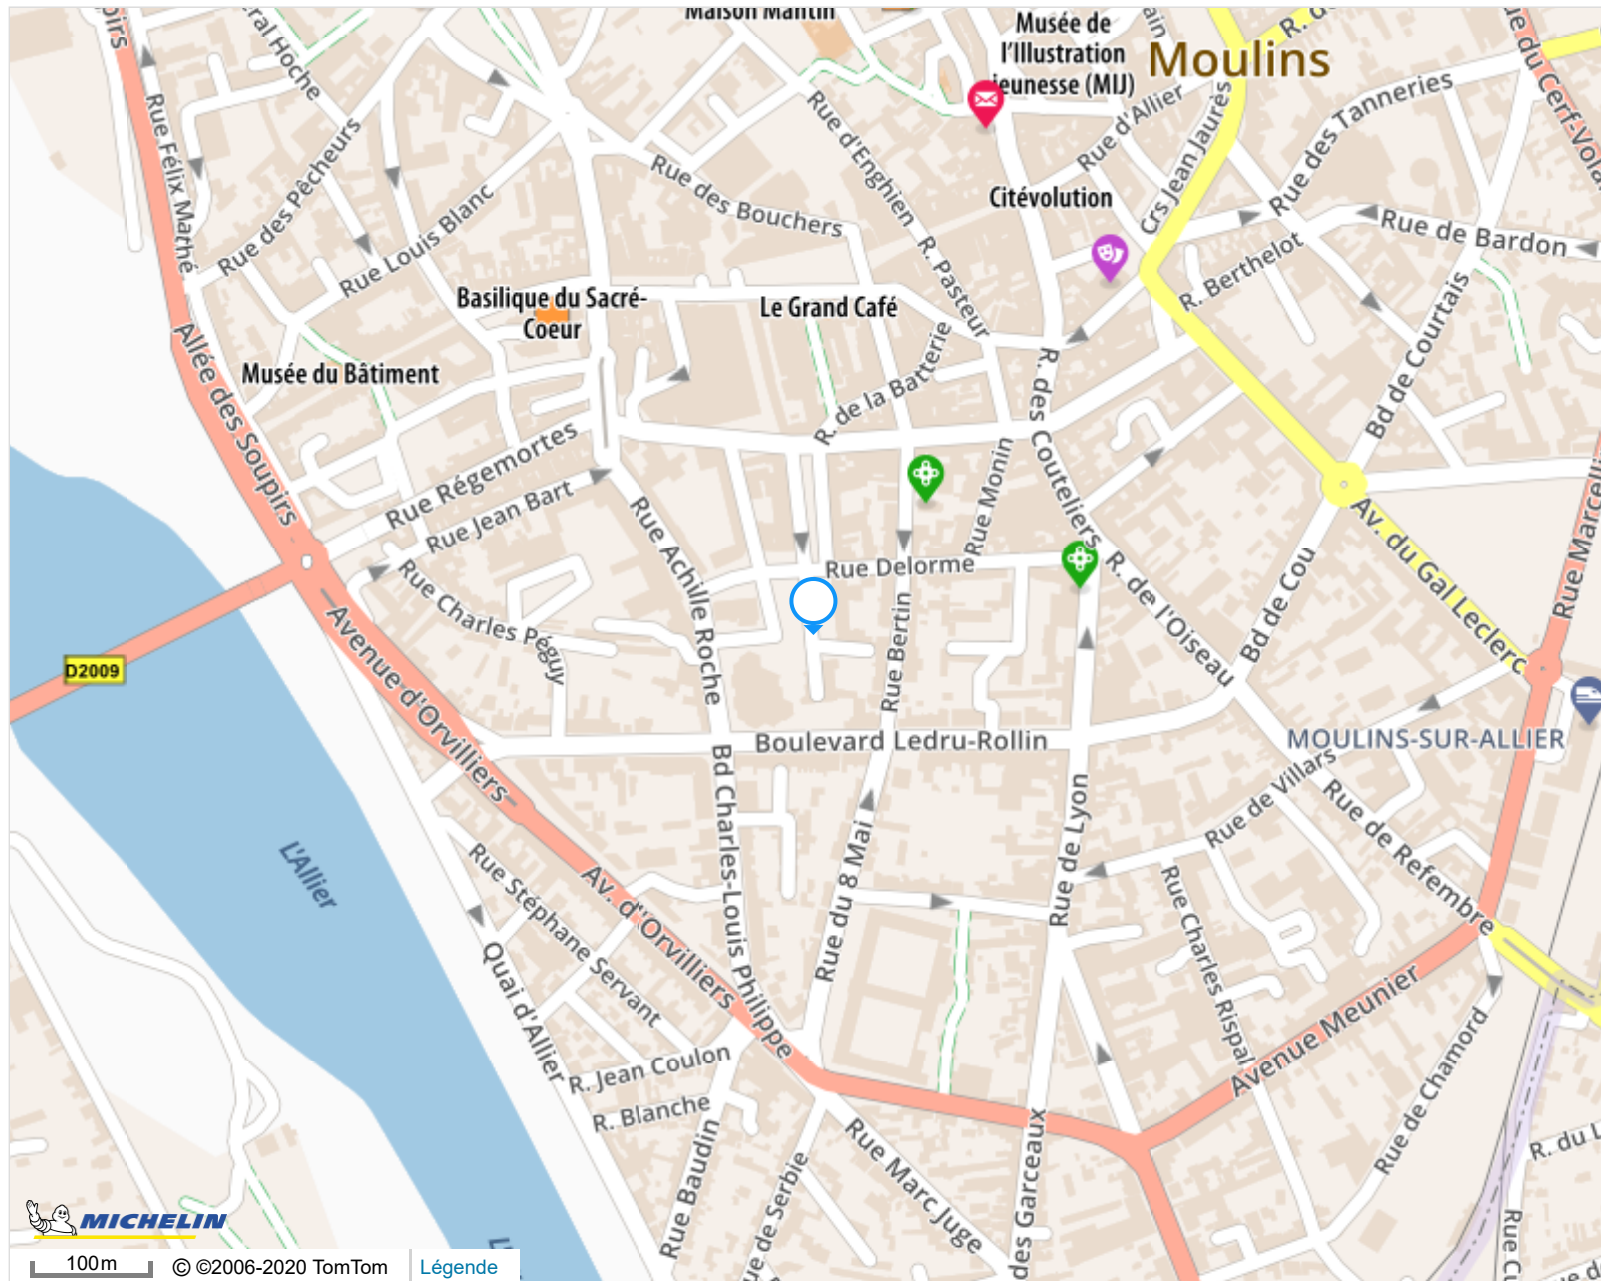 Maison Mantin
Musée de
l'Illustration
jeunesse (MIJ)
Moulins
Rue du Cerf-Vola
Rue Félix Mathé
Rue des Pêcheurs
Rue Louis Blanc
Rue des Bouchers
Rue d'Enghien
R. Pasteur
Rue d'Allier
Crs Jean Jaurès
Rue des Tanneries
Citévolution
Rue de Bardon
R. Berthelot
Basilique du Sacré-
Coeur
Le Grand Café
Musée du Bâtiment
Allée des Soupirs
R. de la Batterie
R. des Couteliers
Bd de Courtais
Rue Régemortes
Rue Jean Bart
Rue Monin
Rue Achille Roche
Rue Delorme
Rue Charles Péguy
Rue Bertin
R. de l'Oiseau
Bd de Cou
Av. du Gal Leclerc
Rue Marcellin
D2009
Avenue d'Orvilliers
Boulevard Ledru-Rollin
MOULINS-SUR-ALLIER
Rue de Villars
Rue de Refembre
Bd Charles-Louis Philippe
Rue de Lyon
Rue du 8 Mai
L'Allier
Rue Stéphane Servant
Av. d'Orvilliers
Quai d'Allier
Rue Charles Rispal
Avenue Meunier
Rue de Chamord
R. Jean Coulon
R. Blanche
Rue Baudin
ue de Serbie
Rue Marc Juge
des Garceaux
R. du L
MICHELIN
100m
© ©2006-2020 TomTom
Légende